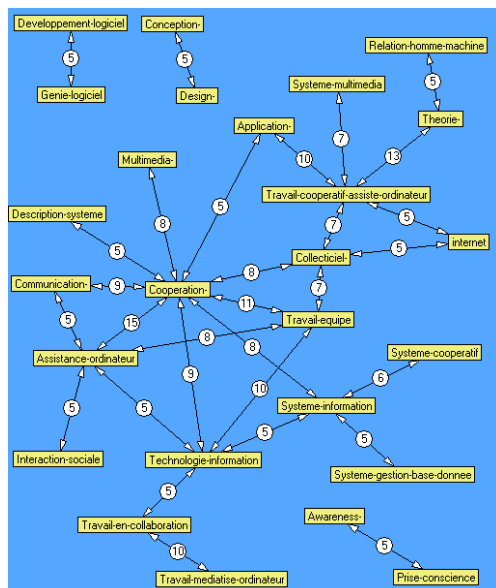 Developpement-logiciel
Conception-
5
5
Genie-logiciel
Design-
Relation-homme-machine
5
Systeme-multimedia
Theorie-
Application-
7
10
13
Multimedia-
Travail-cooperatif-assiste-ordinateur
8
5
5
Description-systeme
7
5
internet
5
Collecticiel-
8
Communication-
9
Cooperation-
11
7
5
15
Travail-equipe
8
8
Assistance-ordinateur
Systeme-cooperatif
9
10
6
5
5
Systeme-information
5
5
Interaction-sociale
Technologie-information
Systeme-gestion-base-donnee
5
Travail-en-collaboration
Awareness-
10
5
Travail-mediatise-ordinateur
Prise-conscience